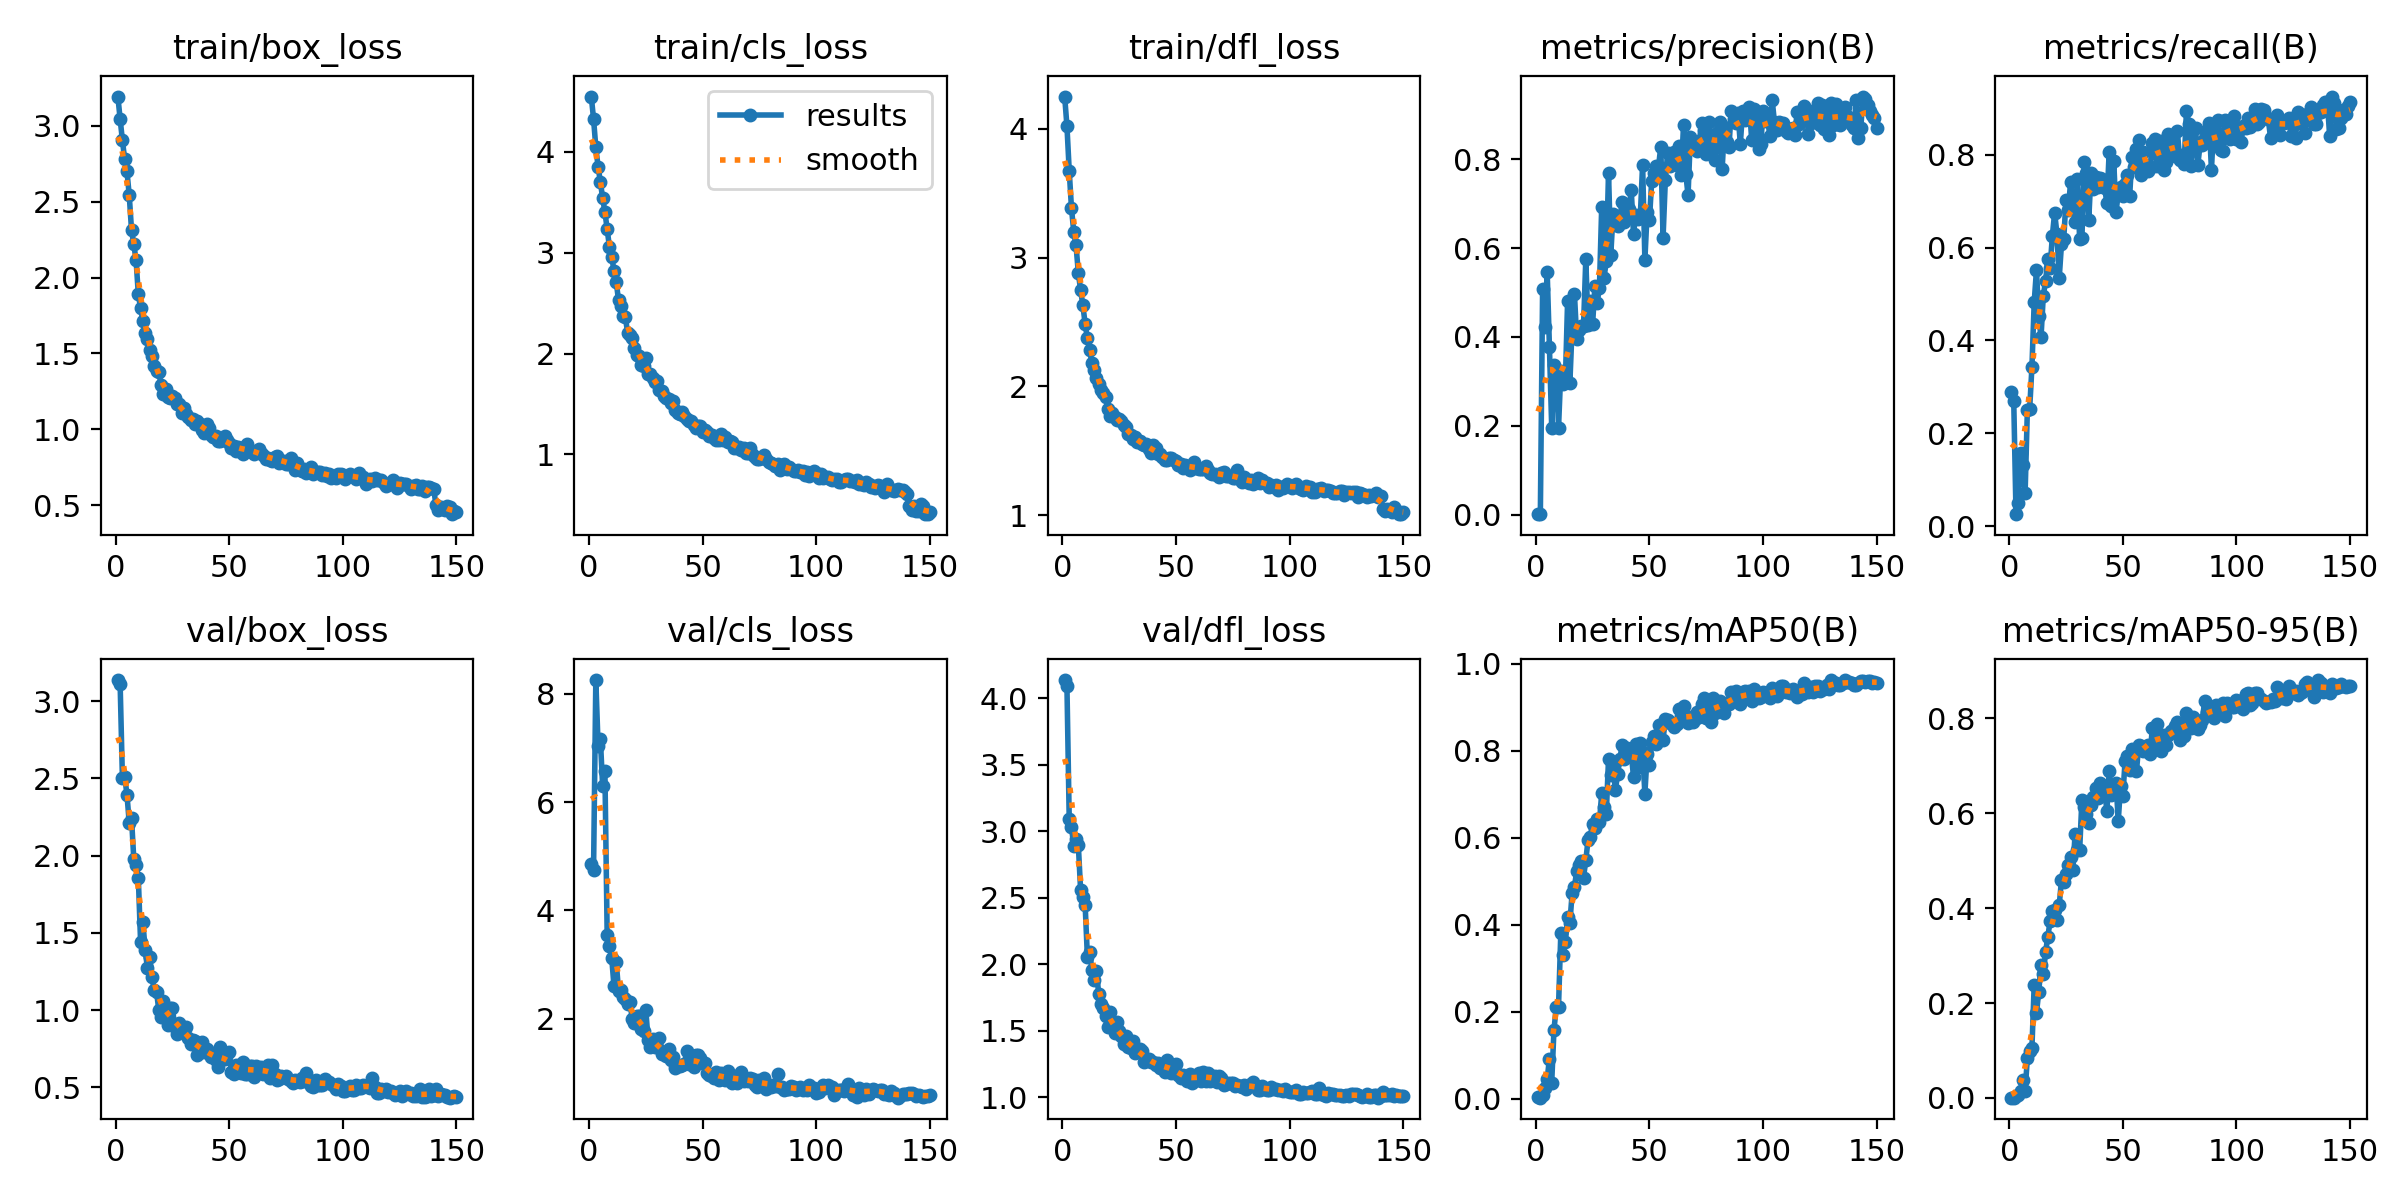 train/box_loss
train/cls_loss
train/dfl_loss
metrics/precision(B)
metrics/recall(B)
results
smooth
3.0
2.5
2.0
1.5
1.0
0.5
0 50 100 150
4
3
2
1
0 50 100 150
4
3
2
1
0 50 100 150
0.8
0.6
0.4
0.2
0.0
0 50 100 150
0.8
0.6
0.4
0.2
0.0
0 50 100 150
val/box_loss
val/cls_loss
val/dfl_loss
metrics/mAP50(B)
metrics/mAP50-95(B)
3.0
2.5
2.0
1.5
1.0
0.5
0 50 100 150
8
6
4
2
0 50 100 150
4.0
3.5
3.0
2.5
2.0
1.5
1.0
0 50 100 150
1.0
0.8
0.6
0.4
0.2
0.0
0 50 100 150
0.8
0.6
0.4
0.2
0.0
0 50 100 150